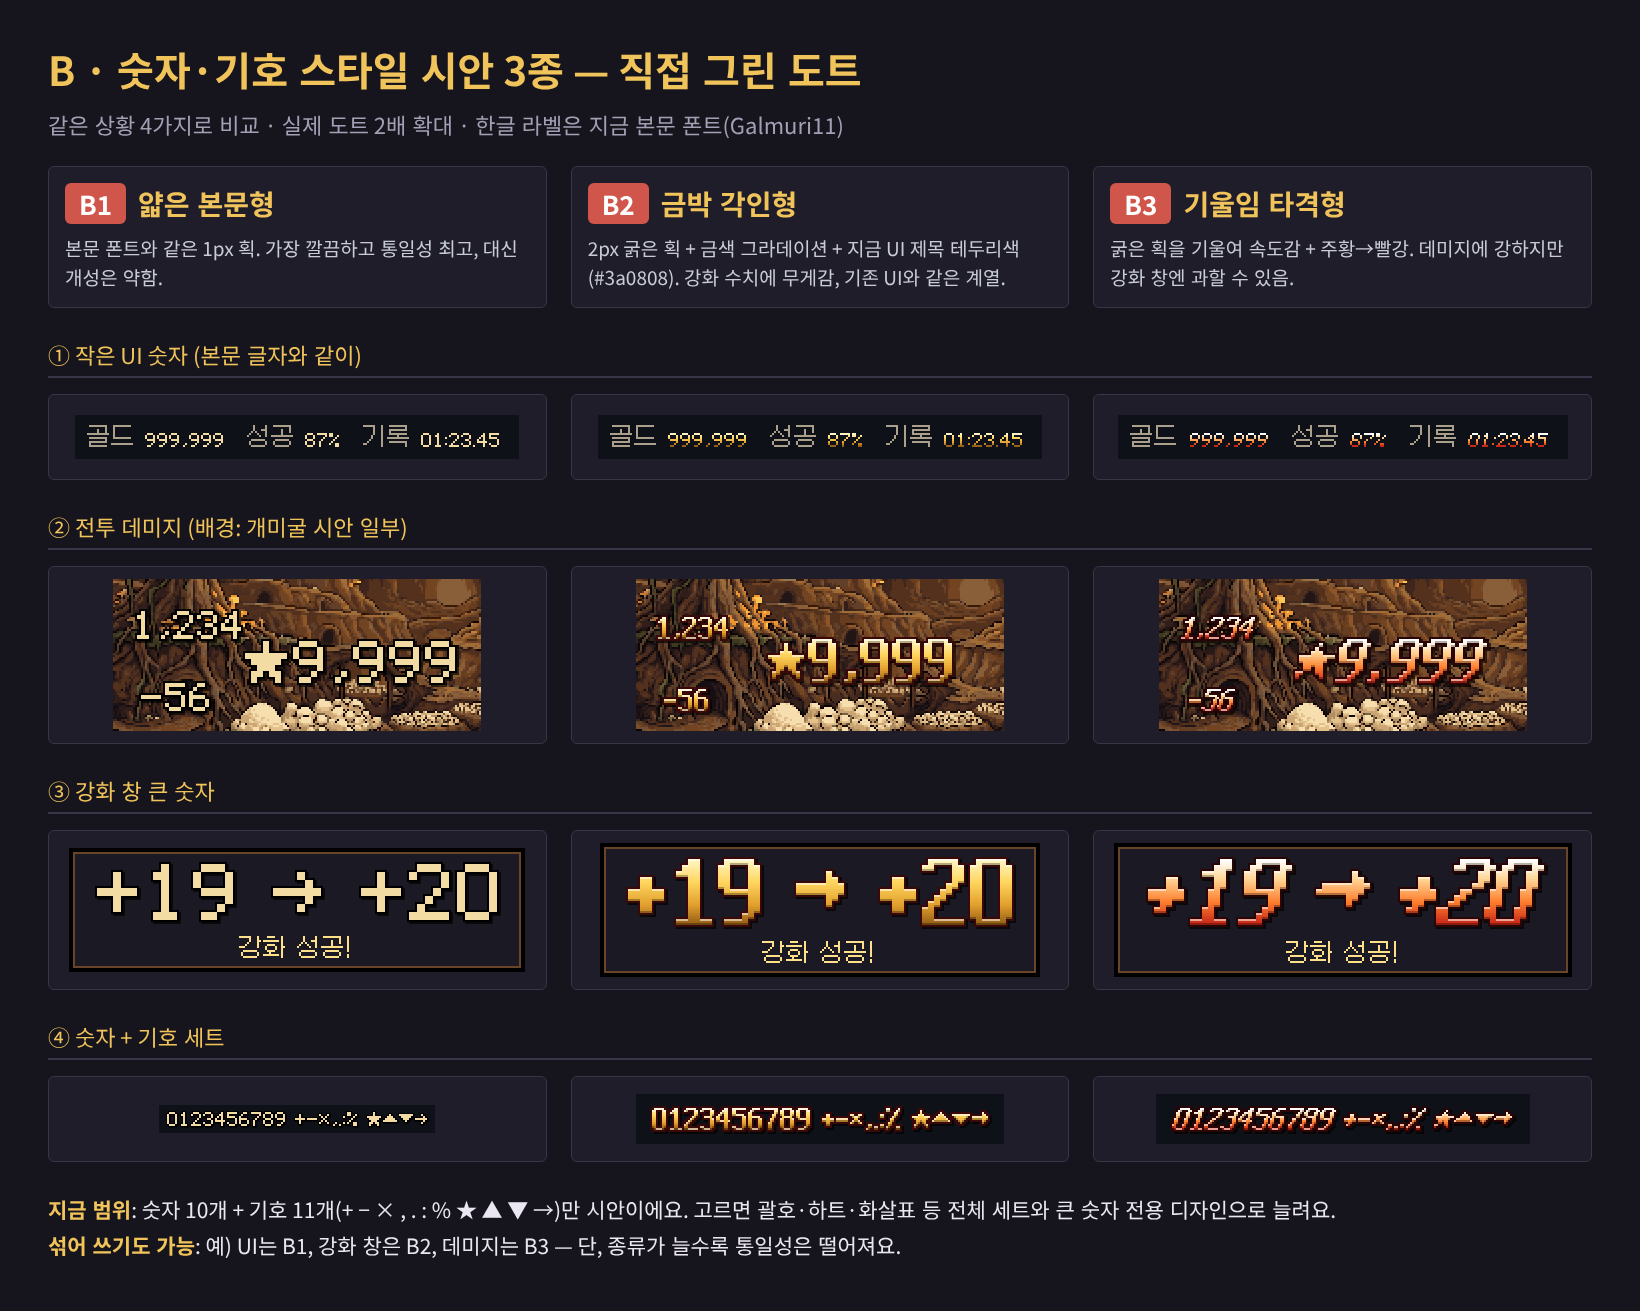 B · 숫자·기호 스타일 시안 3종 — 직접 그린 도트
같은 상황 4가지로 비교 · 실제 도트 2배 확대 · 한글 라벨은 지금 본문 폰트(Galmuri11)
B1 얇은 본문형
본문 폰트와 같은 1px 획. 가장 깔끔하고 통일성 최고, 대신
개성은 약함.
B2 금박 각인형
2px 굵은 획 + 금색 그라데이션 + 지금 UI 제목 테두리색
(#3a0808). 강화 수치에 무게감, 기존 UI와 같은 계열.
B3 기울임 타격형
굵은 획을 기울여 속도감 + 주황→빨강. 데미지에 강하지만
강화 창엔 과할 수 있음.
① 작은 UI 숫자 (본문 글자와 같이)
골드 999,999 성공 87% 기록 01:23.45
골드 999,999 성공 87% 기록 01:23.45
골드 999,999 성공 87% 기록 01:23.45
② 전투 데미지 (배경: 개미굴 시안 일부)
1,234
★9,999
-56
1,234
★9,999
-56
1,234
★9,999
-56
③ 강화 창 큰 숫자
+19 → +20
강화 성공!
+19 → +20
강화 성공!
+19 → +20
강화 성공!
④ 숫자 + 기호 세트
0123456789 +-×,.:% ★▲▼→
0123456789 +-×,.:% ★▲▼→
0123456789 +-×,.:% ★▲▼→
지금 범위: 숫자 10개 + 기호 11개(+ − × , . : % ★ ▲ ▼ →)만 시안이에요. 고르면 괄호·하트·화살표 등 전체 세트와 큰 숫자 전용 디자인으로 늘려요.
섞어 쓰기도 가능: 예) UI는 B1, 강화 창은 B2, 데미지는 B3 — 단, 종류가 늘수록 통일성은 떨어져요.